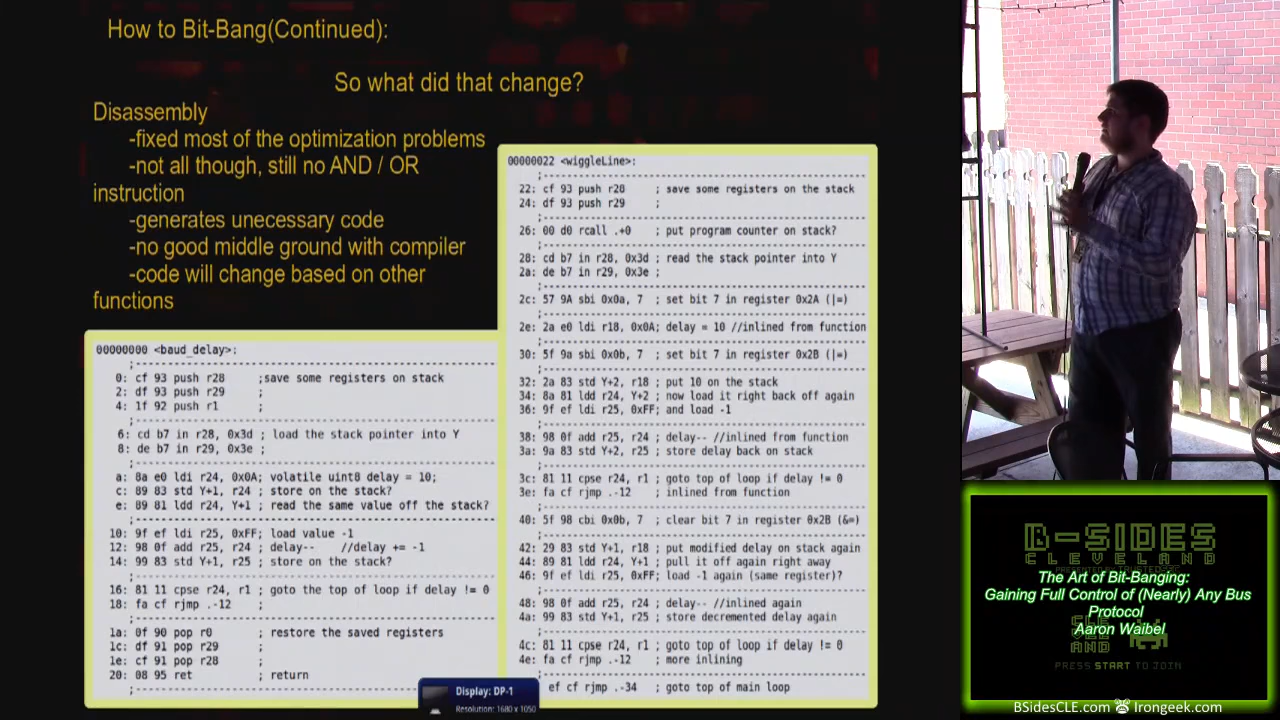 How to Bit-Bang(Continued):
So what did that change?
Disassembly
-fixed most of the optimization problems
-not all though, still no AND / OR
instruction
-generates unecessary code
-no good middle ground with compiler
-code will change based on other
functions
00000000 <baud_delay>:
;----------------------------------------------------
0: cf 93 push r28 ;save some registers on stack
2: df 93 push r29 ;
4: 1f 92 push r1 ;
;----------------------------------------------------
6: cd b7 in r28, 0x3d ; load the stack pointer into Y
8: de b7 in r29, 0x3e ;
;----------------------------------------------------
a: 8a e0 ldi r24, 0x0A; volatile uint8 delay = 10;
c: 89 83 std Y+1, r24 ; store on the stack?
e: 89 81 ldd r24, Y+1 ; read the same value off the stack?
;----------------------------------------------------
10: 9f ef ldi r25, 0xFF; load value -1
12: 98 0f add r25, r24 ; delay-- //delay += -1
14: 99 83 std Y+1, r25 ; store on the stack?
;----------------------------------------------------
16: 81 11 cpse r24, r1 ; goto the top of loop if delay != 0
18: fa cf rjmp .-12 ;
;----------------------------------------------------
1a: 0f 90 pop r0 ; restore the saved registers
1c: df 91 pop r29 ;
1e: cf 91 pop r28 ;
20: 08 95 ret ; return
;----------------------------------------------------
00000022 <wiggleLine>:
;----------------------------------------------------
22: cf 93 push r28 ; save some registers on the stack
24: df 93 push r29 ;
;----------------------------------------------------
26: 00 d0 rcall .+0 ; put program counter on stack?
;----------------------------------------------------
28: cd b7 in r28, 0x3d ; read the stack pointer into Y
2a: de b7 in r29, 0x3e ;
;----------------------------------------------------
2c: 57 9A sbi 0x0a, 7 ; set bit 7 in register 0x2A (|=)
;----------------------------------------------------
2e: 2a e0 ldi r18, 0x0A; delay = 10 //inlined from function
;----------------------------------------------------
30: 5f 9a sbi 0x0b, 7 ; set bit 7 in register 0x2B (|=)
;----------------------------------------------------
32: 2a 83 std Y+2, r18 ; put 10 on the stack
34: 8a 81 ldd r24, Y+2 ; now load it right back off again
36: 9f ef ldi r25, 0xFF; and load -1
;----------------------------------------------------
38: 98 0f add r25, r24 ; delay-- //inlined from function
3a: 9a 83 std Y+2, r25 ; store delay back on stack
;----------------------------------------------------
3c: 81 11 cpse r24, r1 ; goto top of loop if delay != 0
3e: fa cf rjmp .-12 ; inlined from function
;----------------------------------------------------
40: 5f 98 cbi 0x0b, 7 ; clear bit 7 in register 0x2B (&=)
;----------------------------------------------------
42: 29 83 std Y+1, r18 ; put modified delay on stack again
44: 89 81 ldd r24, Y+1 ; pull it off again right away
46: 9f ef ldi r25, 0xFF; load -1 again (same register)?
;----------------------------------------------------
48: 98 0f add r25, r24 ; delay-- //inlined again
4a: 99 83 std Y+1, r25 ; store decremented delay again
;----------------------------------------------------
4c: 81 11 cpse r24, r1 ; goto top of loop if delay != 0
4e: fa cf rjmp .-12 ; more inlining
;----------------------------------------------------
ef cf rjmp .-34 ; goto top of main loop
Display: DP-1
Resolution: 1680 x 1050
B-SIDES
CLEVELAND
The Art of Bit-Banging:
Gaining Full Control of (Nearly) Any Bus
Protocol
Aaron Waibel
PRESS START TO JOIN
BSidesCLE.com Irongeek.com